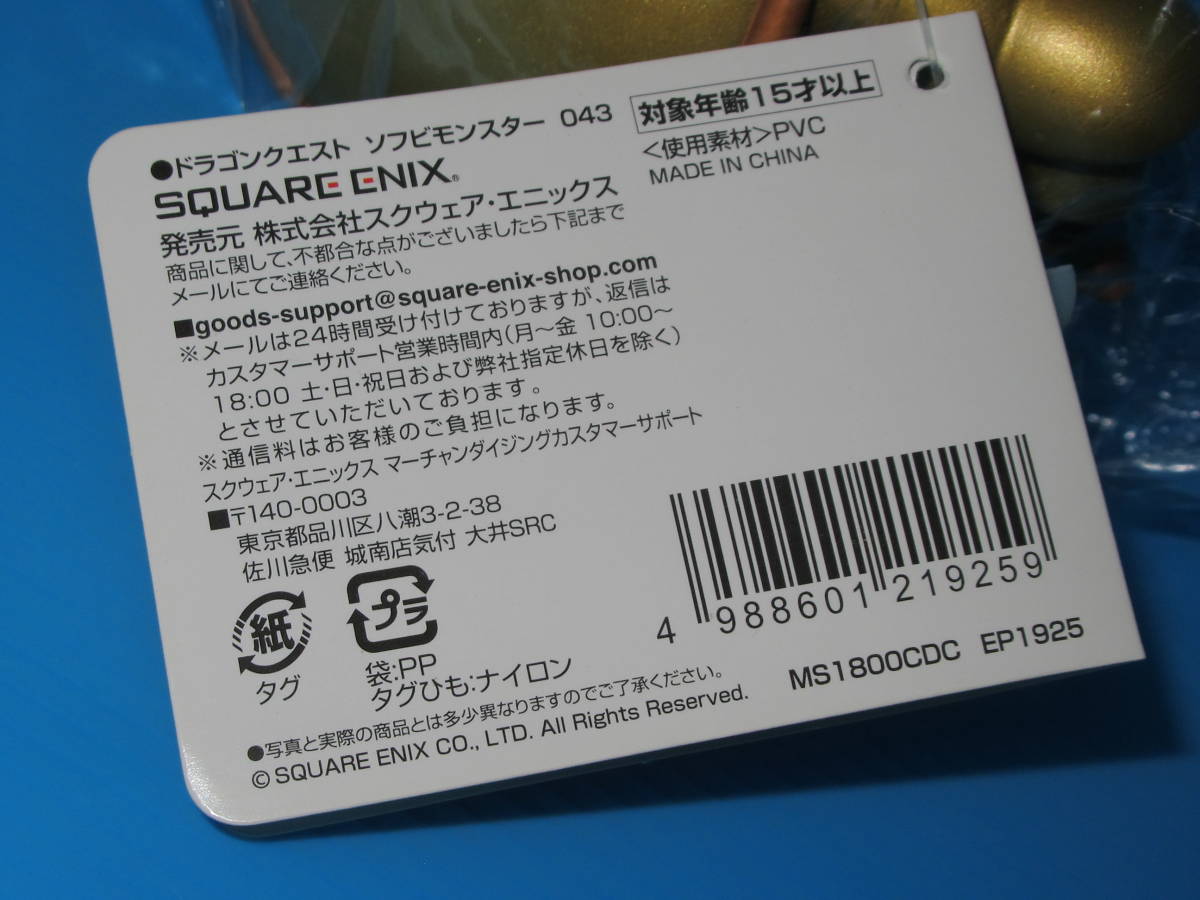 ●ドラゴンクエスト ソフビモンスター 043
SQUARE ENIX®
発売元 株式会社スクウェア・エニックス
商品に関して、不都合な点がございましたら下記まで
メールにてご連絡ください。
■goods-support@square-enix-shop.com
※メールは24時間受け付けておりますが、返信は
カスタマーサポート営業時間内(月〜金 10:00〜
18:00 土・日・祝日および弊社指定休日を除く)
とさせていただいております。
※通信料はお客様のご負担になります。
スクウェア・エニックス マーチャンダイジングカスタマーサポート
■〒140-0003
東京都品川区八潮3-2-38
佐川急便 城南店気付 大井SRC
対象年齢15才以上
<使用素材>PVC
MADE IN CHINA
紙
タグ
プラ
袋:PP
タグひも:ナイロン
4 988601 219259
MS1800CDC EP1925
●写真と実際の商品とは多少異なりますのでご了承ください。
© SQUARE ENIX CO., LTD. All Rights Reserved.